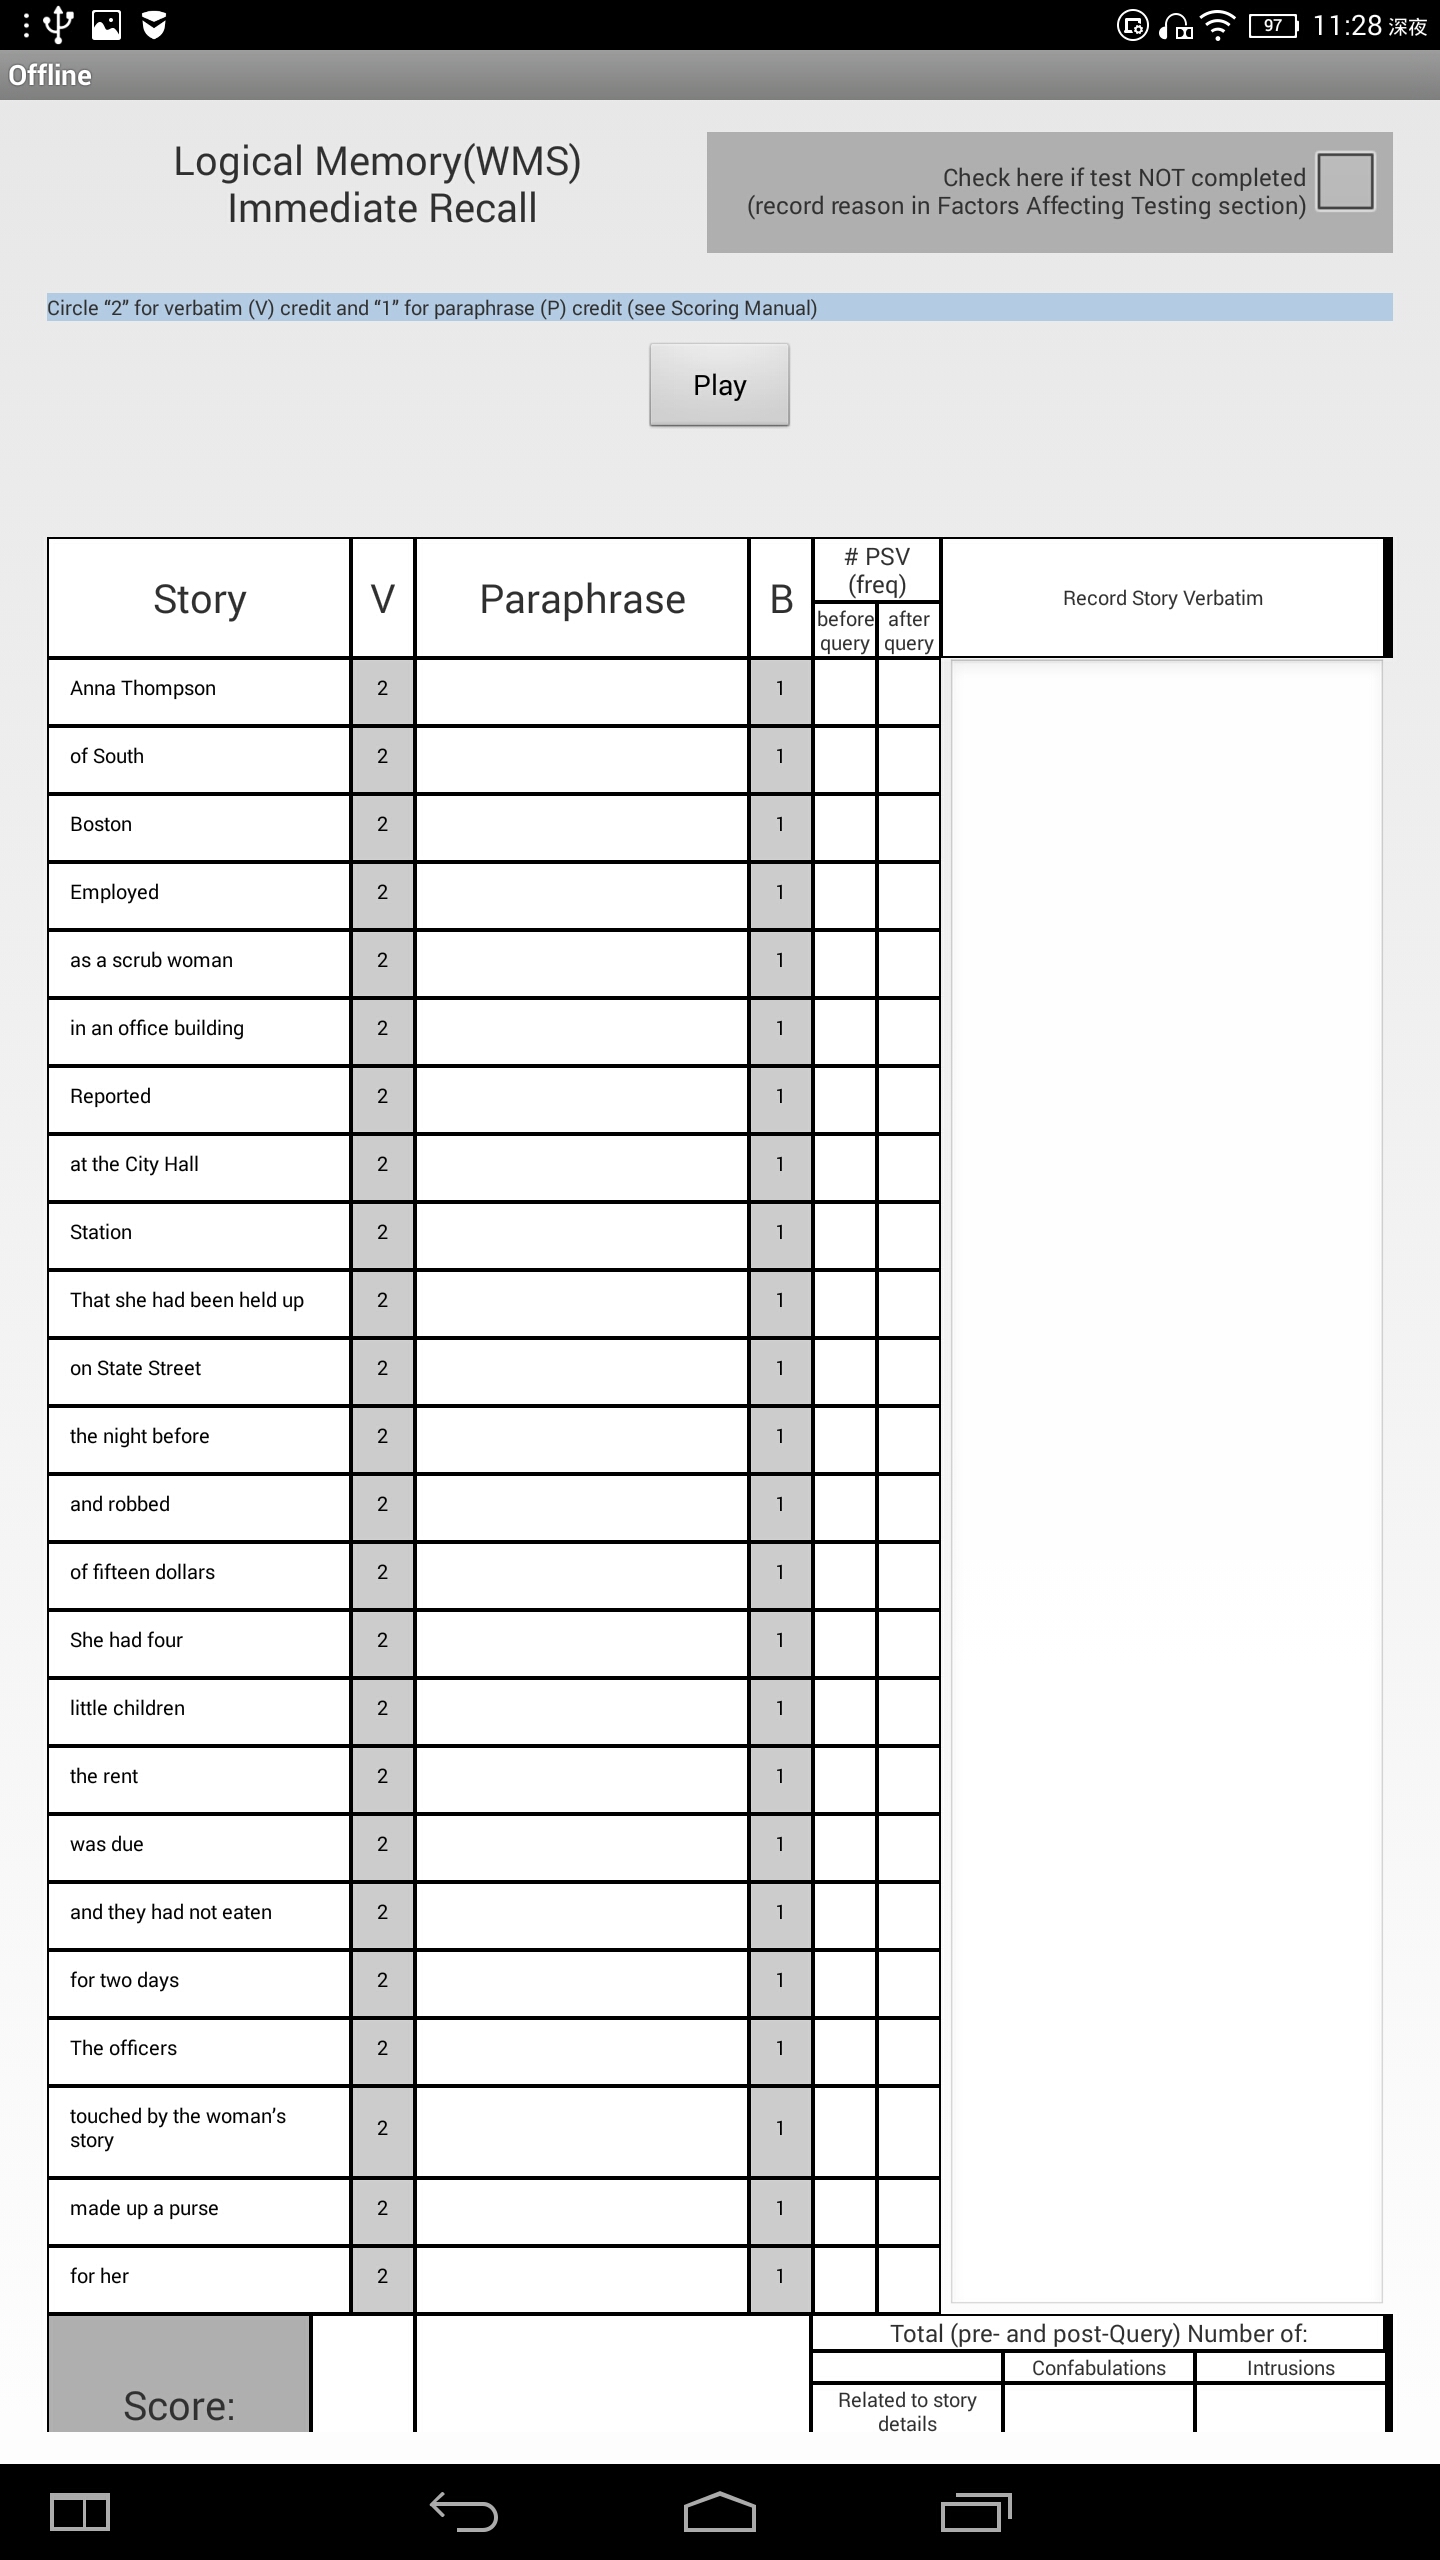 97 11:28 深夜
Offline
Logical Memory(WMS)
Immediate Recall
Check here if test NOT completed
(record reason in Factors Affecting Testing section)
Circle “2” for verbatim (V) credit and “1” for paraphrase (P) credit (see Scoring Manual)
Play
Story V Paraphrase B # PSV (freq) Record Story Verbatim
before query after query
Anna Thompson 2 1
of South 2 1
Boston 2 1
Employed 2 1
as a scrub woman 2 1
in an office building 2 1
Reported 2 1
at the City Hall 2 1
Station 2 1
That she had been held up 2 1
on State Street 2 1
the night before 2 1
and robbed 2 1
of fifteen dollars 2 1
She had four 2 1
little children 2 1
the rent 2 1
was due 2 1
and they had not eaten 2 1
for two days 2 1
The officers 2 1
touched by the woman’s
story 2 1
made up a purse 2 1
for her 2 1
Total (pre- and post-Query) Number of:
Confabulations Intrusions
Score:
Related to story
details